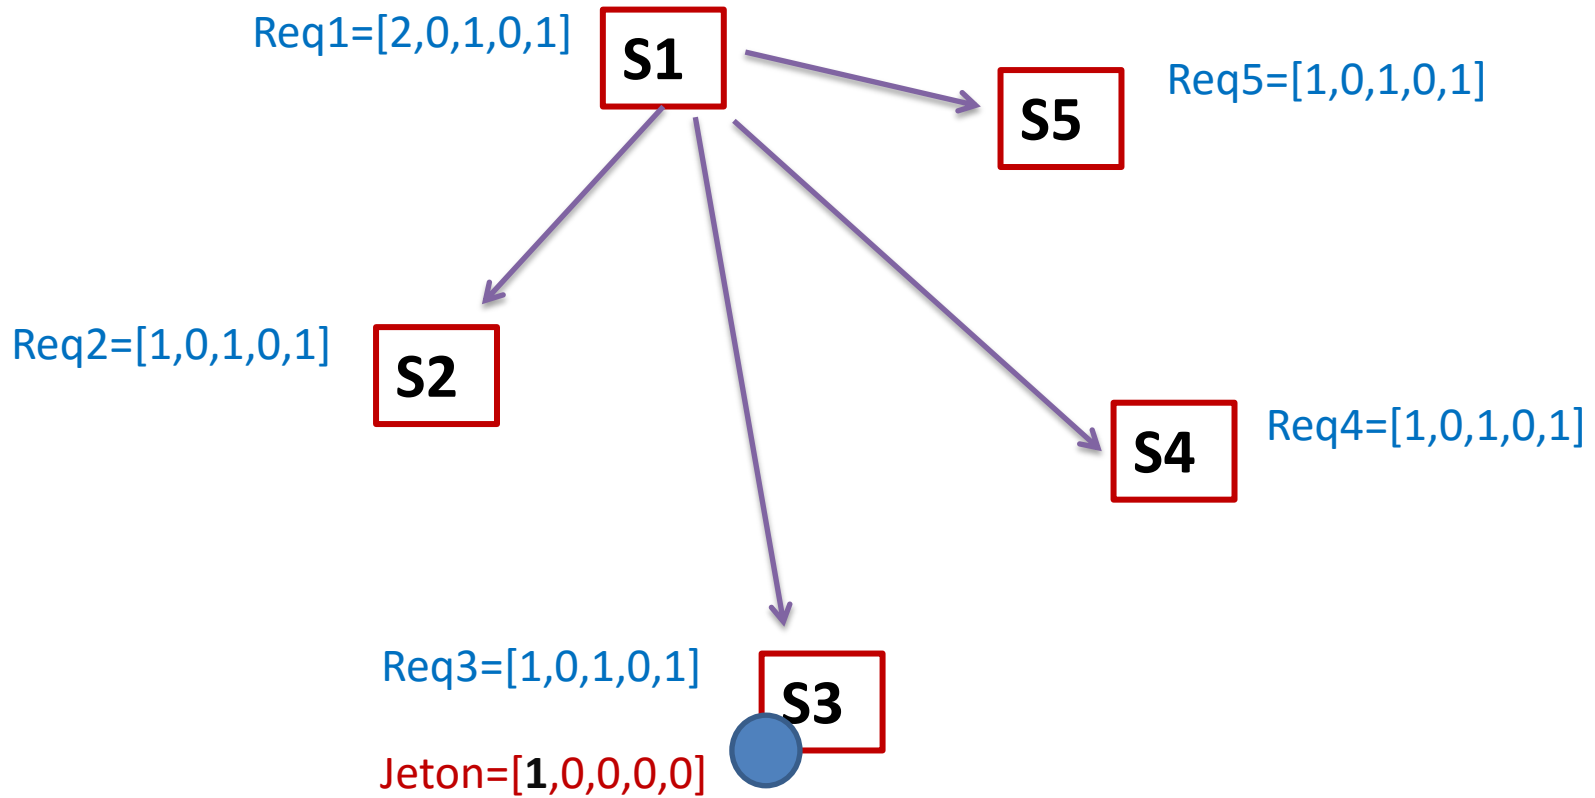 Req1=[2,0,1,0,1]
S1
Req5=[1,0,1,0,1]
S5
Req2=[1,0,1,0,1]
S2
Req4=[1,0,1,0,1]
S4
Req3=[1,0,1,0,1]
S3
Jeton=[1,0,0,0,0]